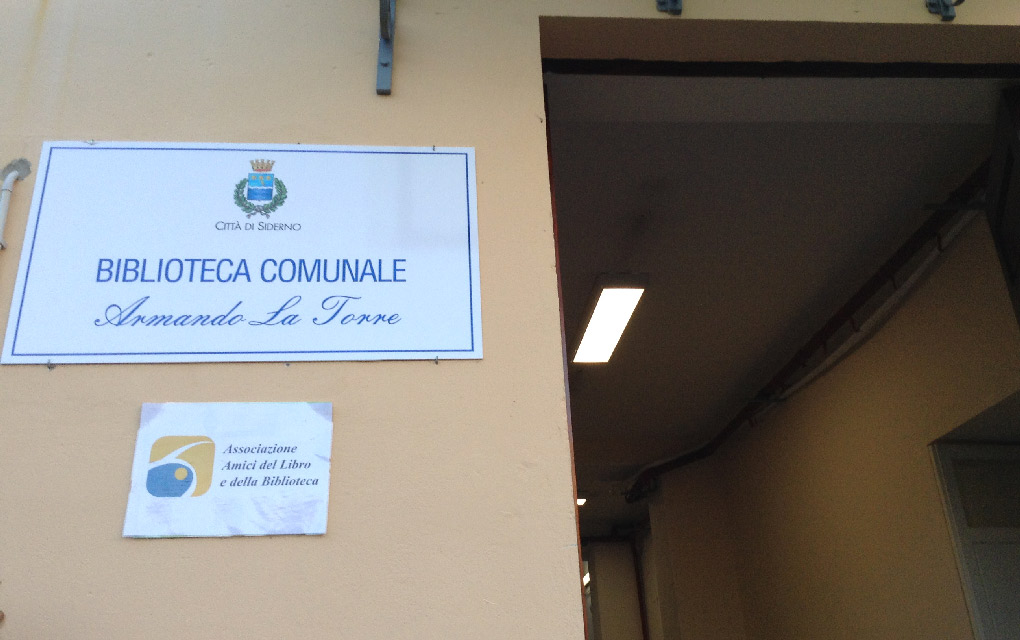 CITTÀ DI SIDERNO
BIBLIOTECA COMUNALE
Armando La Torre
Associazione
Amici del Libro
e della Biblioteca